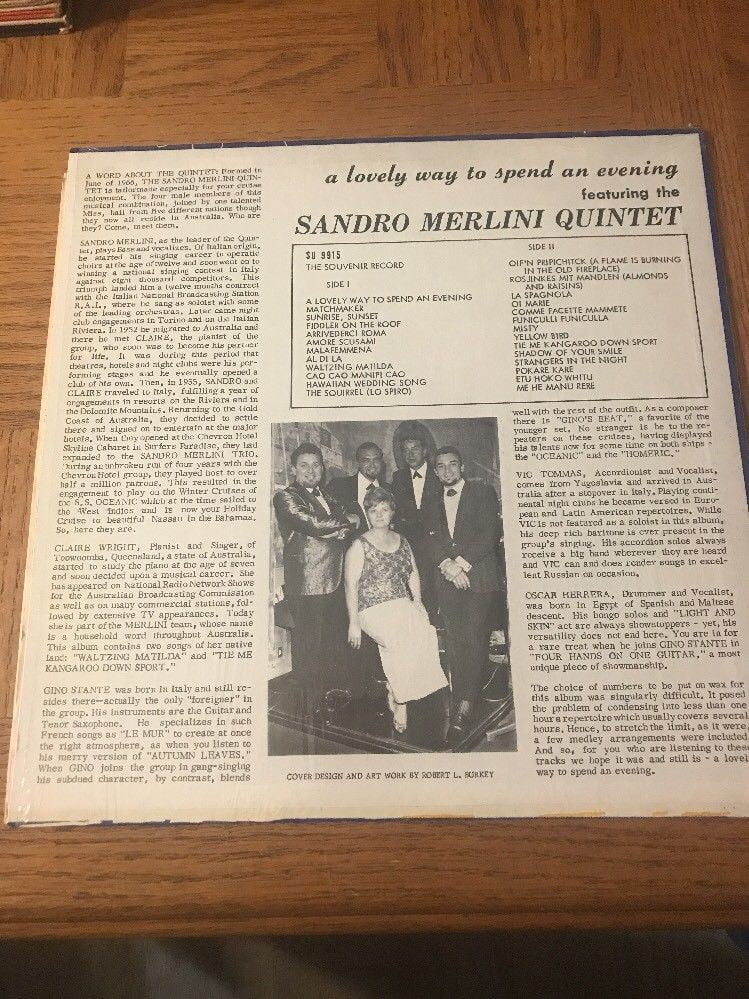 a lovely way to spend an evening
featuring the
SANDRO MERLINI QUINTET
SU 9915
THE SOUVENIR RECORD
SIDE I
A LOVELY WAY TO SPEND AN EVENING
MATCHMAKER
SUNRISE, SUNSET
FIDDLER ON THE ROOF
ARRIVEDERCI ROMA
AMORE SCUSAMI
MALAFEMMENA
AL DI LA
WALTZING MATILDA
CAO CAO MANIPI CAO
HAWAIIAN WEDDING SONG
THE SQUIRREL (LO SPIRO)
SIDE II
OIF'N PRIPICHITCK (A FLAME IS BURNING
IN THE OLD FIREPLACE)
ROSJINKES MIT MANDLEN (ALMONDS
AND RAISINS)
LA SPAGNOLA
OI MARIE
COMME FACETTE MAMMETE
FUNICULLI FUNICULLA
MISTY
YELLOW BIRD
TIE ME KANGAROO DOWN SPORT
SHADOW OF YOUR SMILE
STRANGERS IN THE NIGHT
POKARE KARE
ETU HOKO WHITU
ME HE MANU RERE
A WORD ABOUT THE QUINTET: Formed in
June of 1966, THE SANDRO MERLINI QUIN-
TET is tailormade especially for your cruise
enjoyment. The four male members of this
musical combination, joined by one talented
Miss, hail from five different nations though
they now all reside in Australia. Who are
they? Come, meet them.
SANDRO MERLINI, as the leader of the Quin-
tet, plays Bass and vocalizes. Of Italian origin,
he started his singing career in operatic
choirs at the age of twelve and soon went on to
winning a national singing contest in Italy
against eight thousand competitors. This
triumph landed him a twelve months contract
with the Italian National Broadcasting Station
R.A.I., where he sang as soloist with some
of the leading orchestras. Later came night
club engagements in Torino and on the Italian
Riviera. In 1952 he migrated to Australia and
there he met CLAIRE, the pianist of the
group, who soon was to become his partner
for life. It was during this period that
theatres, hotels and night clubs were his per-
forming stages and he eventually opened a
club of his own. Then, in 1955, SANDRO and
CLAIRE traveled to Italy, fulfilling a year of
engagements in resorts on the Riviera and in
the Dolomite Mountains. Returning to the Gold
Coast of Australia, they decided to settle
there and signed on to entertain at the major
hotels. When they opened at the Chevron Hotel
Skyline Cabaret in Surfers Paradise, they had
expanded to the SANDRO MERLINI TRIO.
During an unbroken run of four years with the
Chevron Hotel group, they played host to over
half a million patrons. This resulted in the
engagement to play on the Winter Cruises of
the S.S. OCEANIC which at the time sailed to
the West Indies and is now your Holiday
Cruise to beautiful Nassau in the Bahamas.
So, here they are.
CLAIRE WRIGHT, Pianist and Singer, of
Toowoomba, Queensland, a state of Australia,
started to study the piano at the age of seven
and soon decided upon a musical career. She
has appeared on National Radio Network Shows
for the Australian Broadcasting Commission
as well as on many commercial stations, fol-
lowed by extensive TV appearances. Today
she is part of the MERLINI team, whose name
is a household word throughout Australia.
This album contains two songs of her native
land: "WALTZING MATILDA" and "TIE ME
KANGAROO DOWN SPORT."
GINO STANTE was born in Italy and still re-
sides there—actually the only "foreigner" in
the group. His instruments are the Guitar and
Tenor Saxophone. He specializes in such
French songs as "LE MUR" to create at once
the right atmosphere, as when you listen to
his merry version of "AUTUMN LEAVES."
When GINO joins the group in gang-singing
his subdued character, by contrast, blends
COVER DESIGN AND ART WORK BY ROBERT L. BORKEY
well with the rest of the outfit. As a composer
there is "GINO'S BEAT," a favorite of the
younger set. No stranger is he to the re-
peaters on these cruises, having displayed
his talents now for some time on both ships -
the "OCEANIC" and the "HOMERIC."
VIC TOMMAS, Accordionist and Vocalist,
comes from Yugoslavia and arrived in Aus-
tralia after a stopover in Italy. Playing conti-
nental night clubs he became versed in Euro-
pean and Latin American repertoires. While
VIC is not featured as a soloist in this album,
his deep rich baritone is ever present in the
group's singing. His accordion solos always
receive a big hand wherever they are heard
and VIC can and does render songs in excel-
lent Russian on occasion.
OSCAR HERRERA, Drummer and Vocalist,
was born in Egypt of Spanish and Maltese
descent. His bongo solos and "LIGHT AND
SKIN" act are always showstoppers - yet, his
versatility does not end here. You are in for
a rare treat when he joins GINO STANTE in
"FOUR HANDS ON ONE GUITAR," a most
unique piece of showmanship.
The choice of numbers to be put on wax for
this album was singularly difficult. It posed
the problem of condensing into less than one
hour a repertoire which usually covers several
hours. Hence, to stretch the limit, as it were,
a few medley arrangements were included.
And so, for you who are listening to these
tracks we hope it was and still is - a lovely
way to spend an evening.